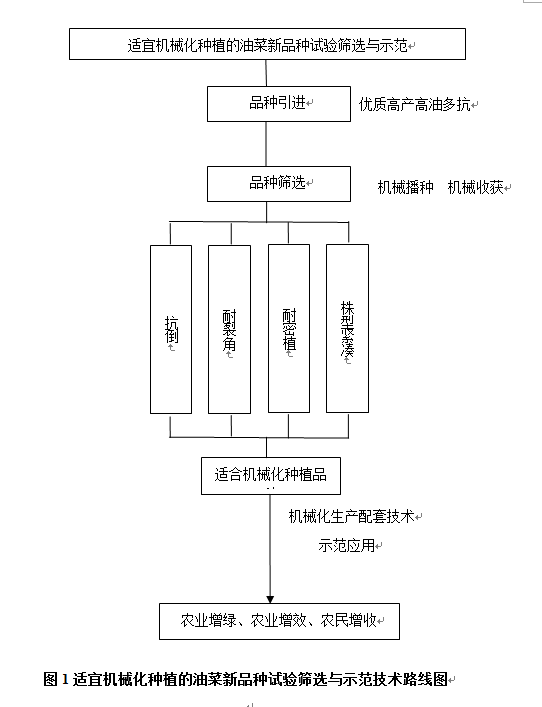 适宜机械化种植的油菜新品种试验筛选与示范
品种引进
优质高产高油多抗
品种筛选
机械播种 机械收获
抗倒
耐裂角
耐密植
株型紧凑
适合机械化种植品
机械化生产配套技术
示范应用
农业增绿、农业增效、农民增收
图 1 适宜机械化种植的油菜新品种试验筛选与示范技术路线图